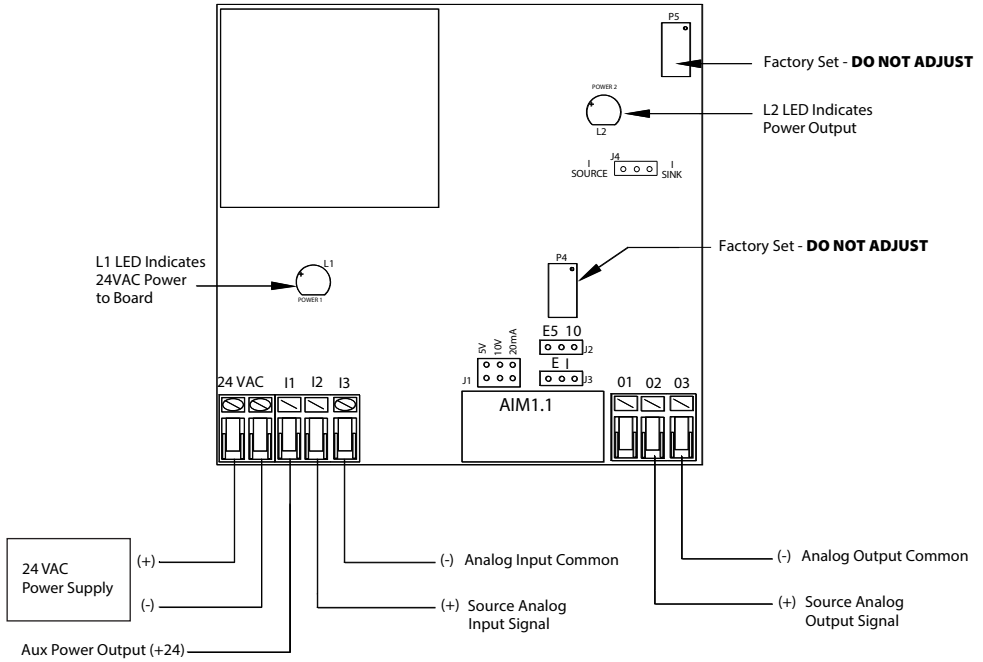 P5
Factory Set - DO NOT ADJUST
POWER 2
L2
L2 LED Indicates
Power Output
J4
I
SOURCE
I
SINK
Factory Set - DO NOT ADJUST
P4
L1 LED Indicates
24VAC Power
to Board
L1
POWER 1
5V
10V
20mA
J1
E5 10
J2
E I
J3
24 VAC
I1
I2
I3
AIM1.1
01
02
03
24 VAC
Power Supply
(+)
(-)
Aux Power Output (+24)
(-) Analog Input Common
(+) Source Analog
Input Signal
(-) Analog Output Common
(+) Source Analog
Output Signal